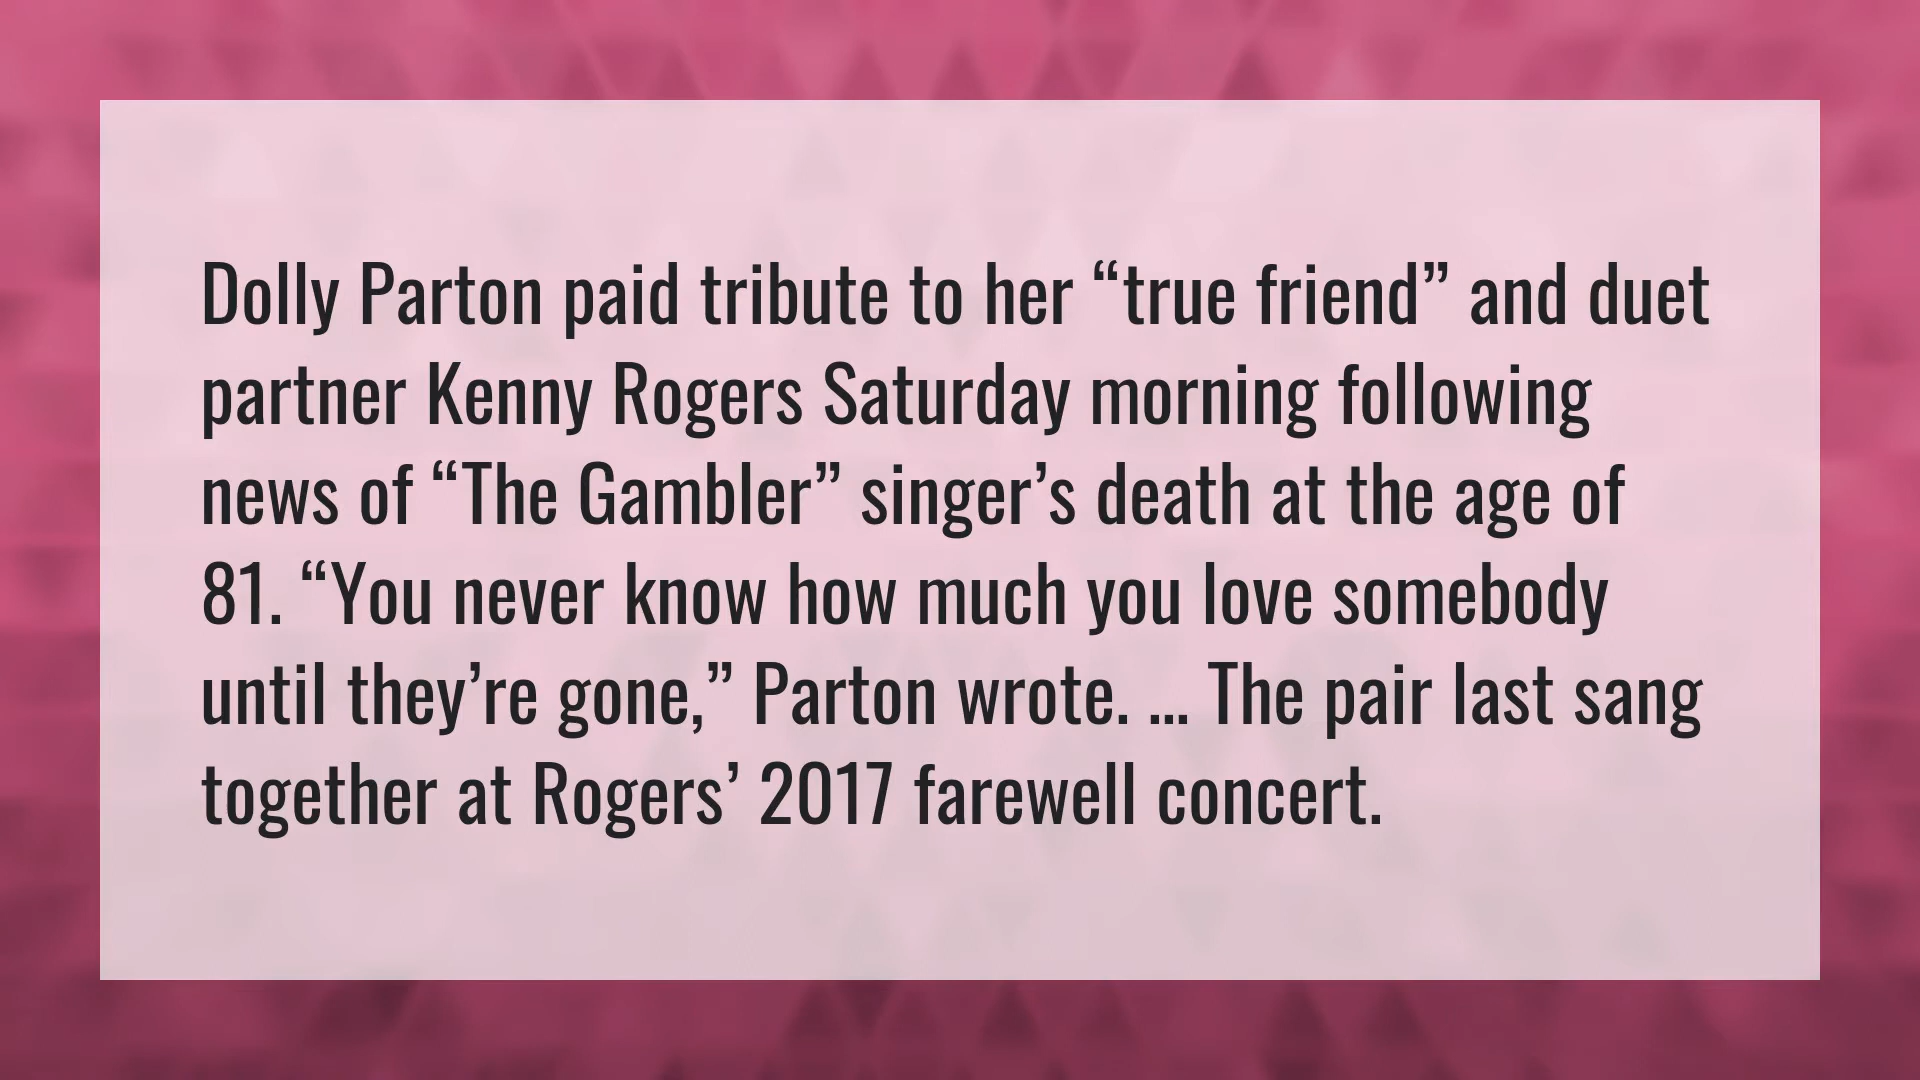 Dolly Parton paid tribute to her “true friend” and duet
partner Kenny Rogers Saturday morning following
news of “The Gambler” singer’s death at the age of
81. “You never know how much you love somebody
until they’re gone,” Parton wrote. ... The pair last sang
together at Rogers’ 2017 farewell concert.